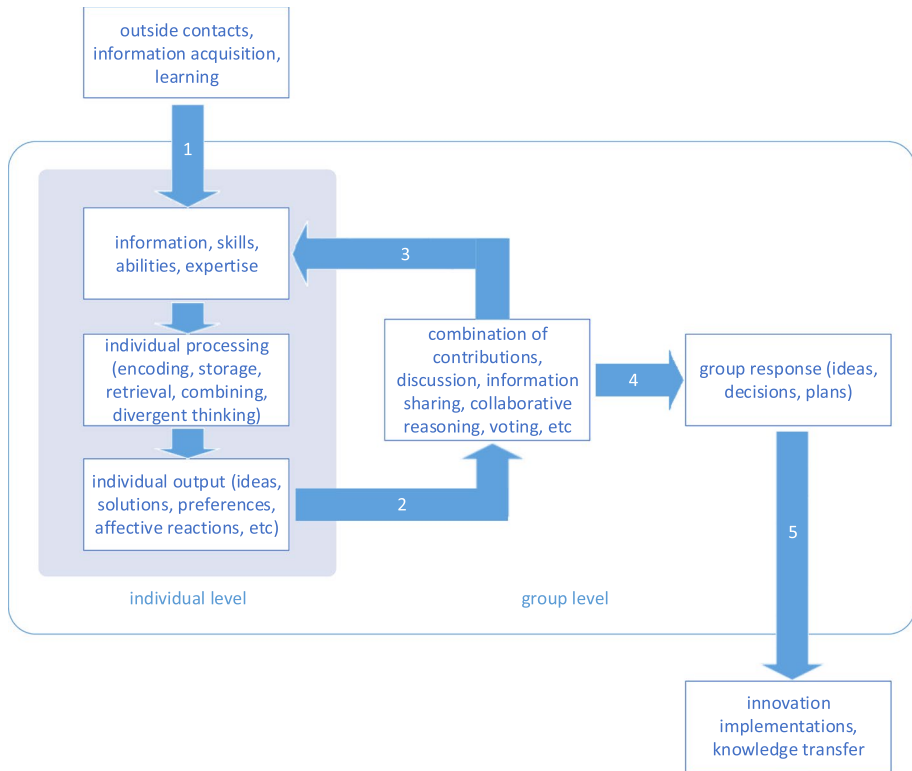 outside contacts,
information acquisition,
learning
1
information, skills,
abilities, expertise
3
individual processing
(encoding, storage,
retrieval, combining,
divergent thinking)
combination of
contributions,
discussion, information
sharing, collaborative
reasoning, voting, etc
4
group response (ideas,
decisions, plans)
individual output (ideas,
solutions, preferences,
affective reactions, etc)
2
5
individual level
group level
innovation
implementations,
knowledge transfer